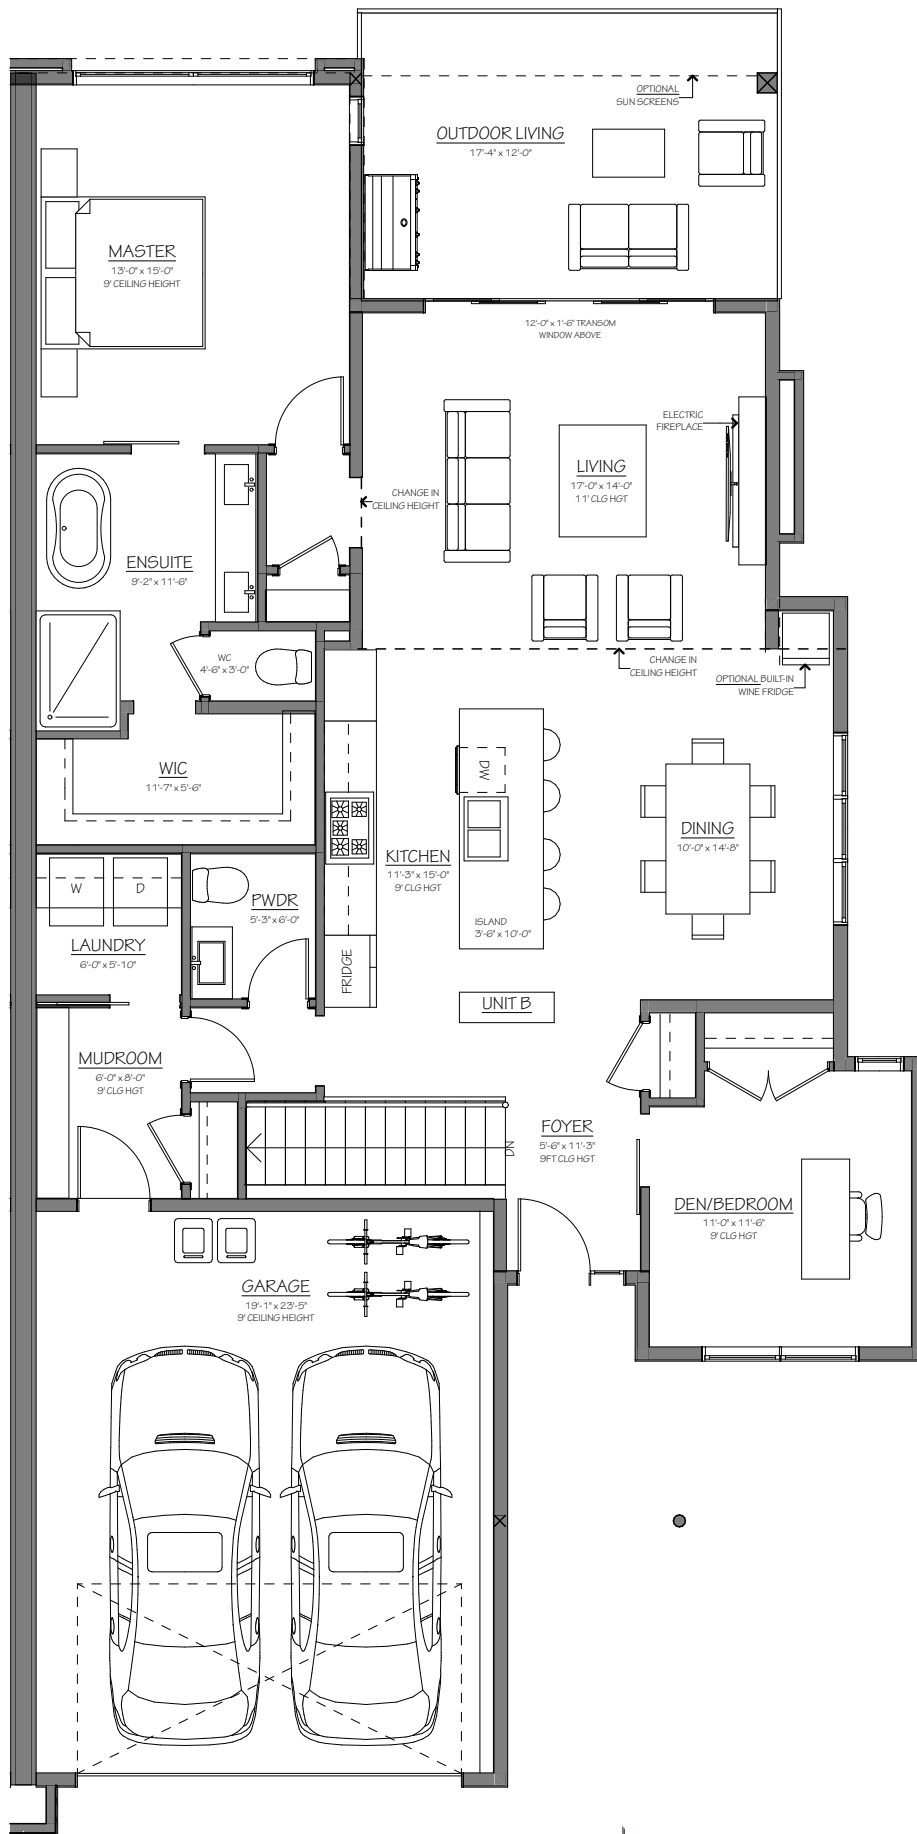 OPTIONAL
SUN SCREENS
OUTDOOR LIVING
17'-4" x 12'-0"
MASTER
13'-0" x 15'-0"
9' CEILING HEIGHT
12'-0" x 1'-6" TRANSOM
WINDOW ABOVE
ELECTRIC
FIREPLACE
LIVING
17'-0" x 14'-0"
11' CLG HGT
CHANGE IN
CEILING HEIGHT
ENSUITE
9'-2" x 11'-6"
WC
4'-6" x 3'-0"
CHANGE IN
CEILING HEIGHT
OPTIONAL BUILT-IN
WINE FRIDGE
WIC
11'-7" x 5'-6"
DW
DINING
10'-0" x 14'-8"
KITCHEN
11'-3" x 15'-0"
9' CLG HGT
W
D
PWDR
5'-3" x 6'-0"
ISLAND
3'-6" x 10'-0"
LAUNDRY
6'-0" x 5'-10"
FRIDGE
UNIT B
MUDROOM
6'-0" x 8'-0"
9' CLG HGT
DN
FOYER
5'-6" x 11'-3"
9FT CLG HGT
DEN/BEDROOM
11'-0" x 11'-6"
9' CLG HGT
GARAGE
19'-1" x 23'-5"
9' CEILING HEIGHT